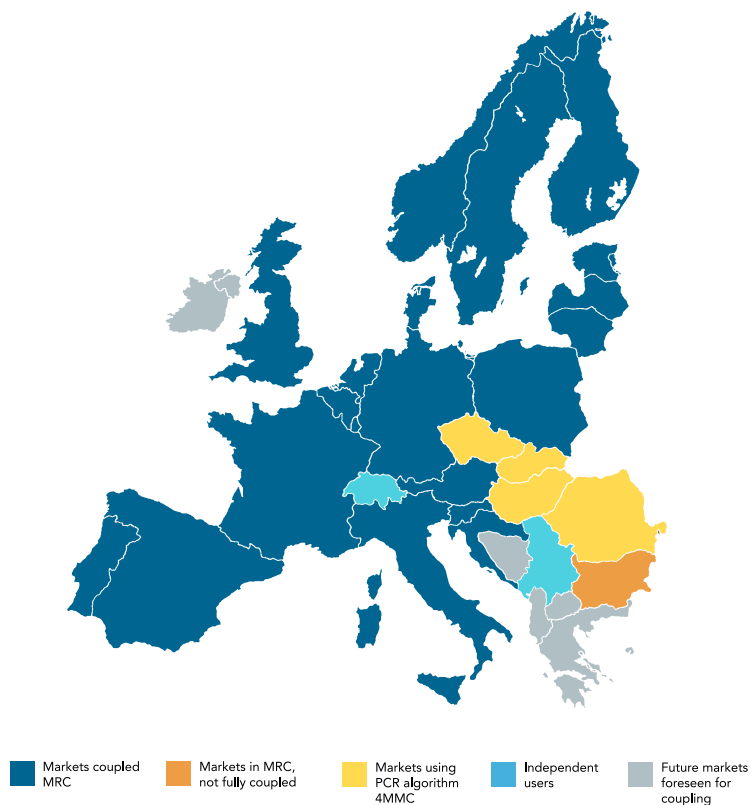 Markets coupled
MRC
Markets in MRC,
not fully coupled
Markets using
PCR algorithm
4MMC
Independent
users
Future markets
foreseen for
coupling